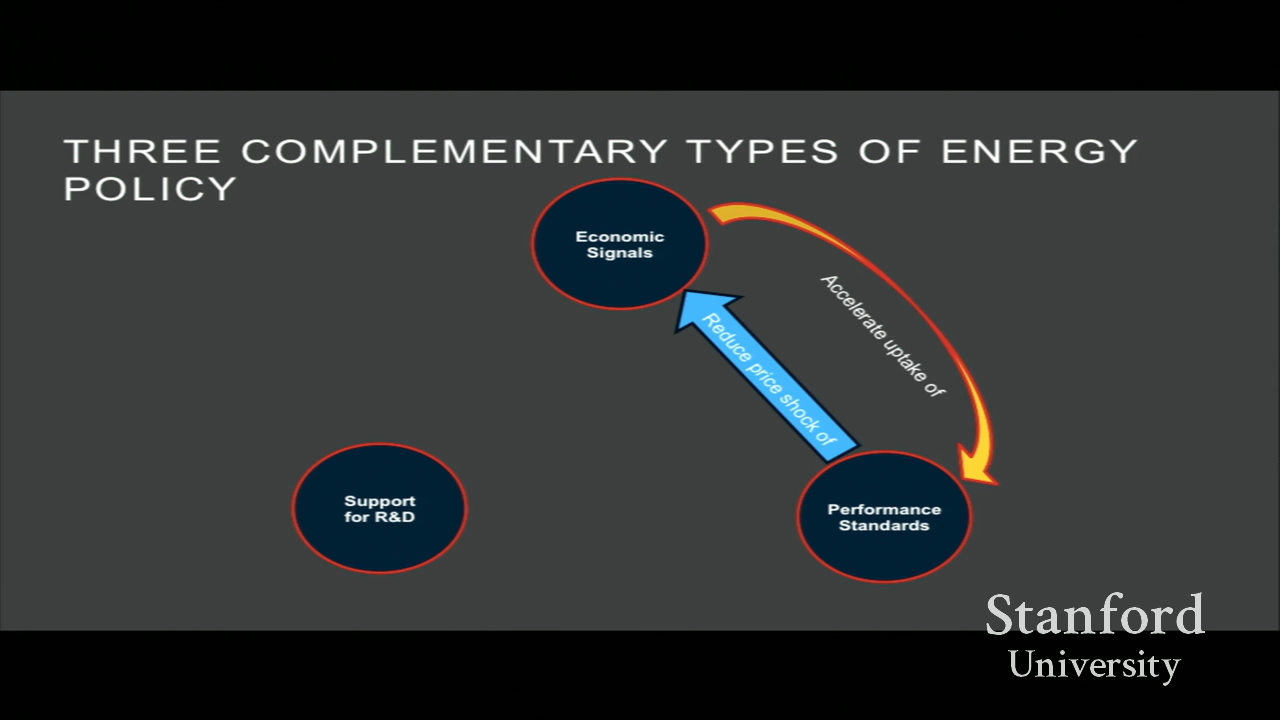 THREE COMPLEMENTARY TYPES OF ENERGY
POLICY
Economic
Signals
Accelerate uptake of
Reduce price shock of
Support
for R&D
Performance
Standards
Stanford
University